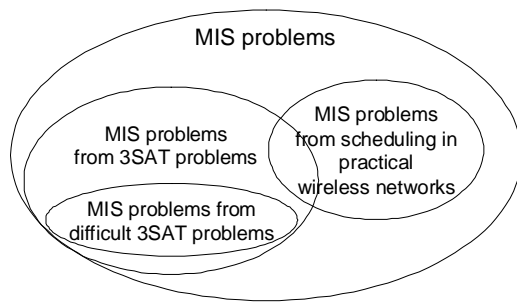 MIS problems
MIS problems
from 3SAT problems
MIS problems
from scheduling in
practical
wireless networks
MIS problems from
difficult 3SAT problems